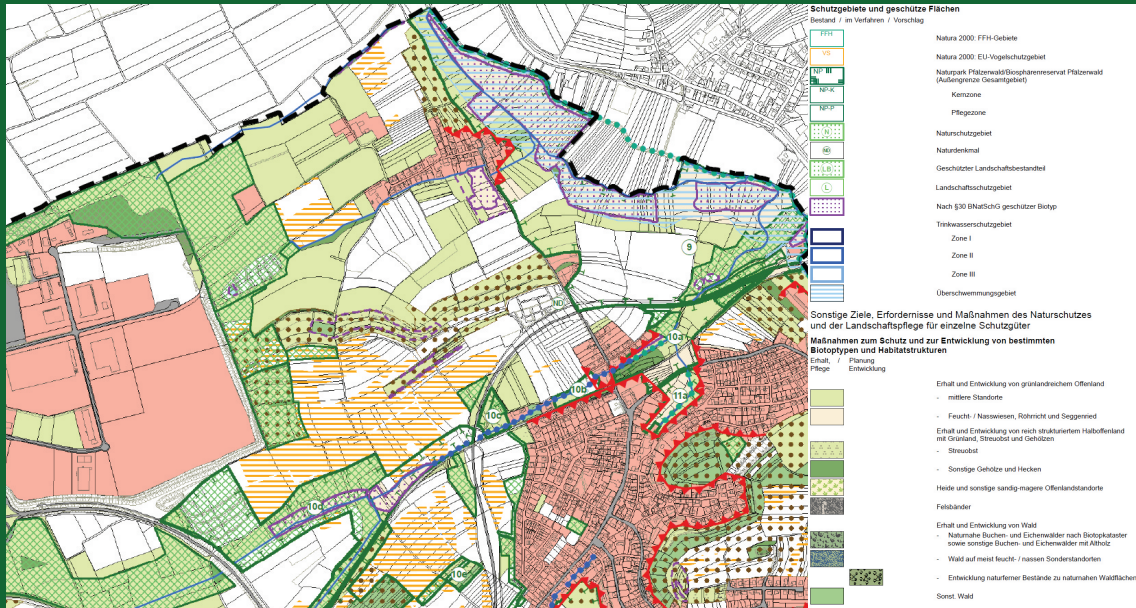 Schutzgebiete und geschütze Flächen
Bestand / im Verfahren / Vorschlag
FFH
Natura 2000: FFH-Gebiete
VS
Natura 2000: EU-Vogelschutzgebiet
NP
Naturpark Pfälzerwald/Biosphärenreservat Pfälzerwald
(Außengrenze Gesamtgebiet)
NP-K
Kernzone
NP-P
Pflegezone
N
Naturschutzgebiet
ND
Naturdenkmal
LB
Geschützter Landschaftsbestandteil
L
Landschaftsschutzgebiet
Nach §30 BNatSchG geschützer Biotyp
Trinkwasserschutzgebiet
Zone I
Zone II
Zone III
Überschwemmungsgebiet
Sonstige Ziele, Erfordernisse und Maßnahmen des Naturschutzes
und der Landschaftspflege für einzelne Schutzgüter
Maßnahmen zum Schutz und zur Entwicklung von bestimmten
Biotoptypen und Habitatstrukturen
Erhalt, / Planung
Pflege Entwicklung
Erhalt und Entwicklung von grünlandreichem Offenland
- mittlere Standorte
- Feucht- / Nasswiesen, Röhricht und Seggenried
Erhalt und Entwicklung von reich strukturiertem Halboffenland
mit Grünland, Streuobst und Gehölzen
- Streuobst
- Sonstige Gehölze und Hecken
Heide und sonstige sandig-magere Offenlandstandorte
Felsbänder
Erhalt und Entwicklung von Wald
- Naturnahe Buchen- und Eichenwälder nach Biotopkataster
sowie sonstige Buchen- und Eichenwälder mit Altholz
- Wald auf meist feucht- / nassen Sonderstandorten
- Entwicklung naturferner Bestände zu naturnahen Waldflächen
Sonst. Wald
9
ND
10a
10b
11a
10c
10d
10e